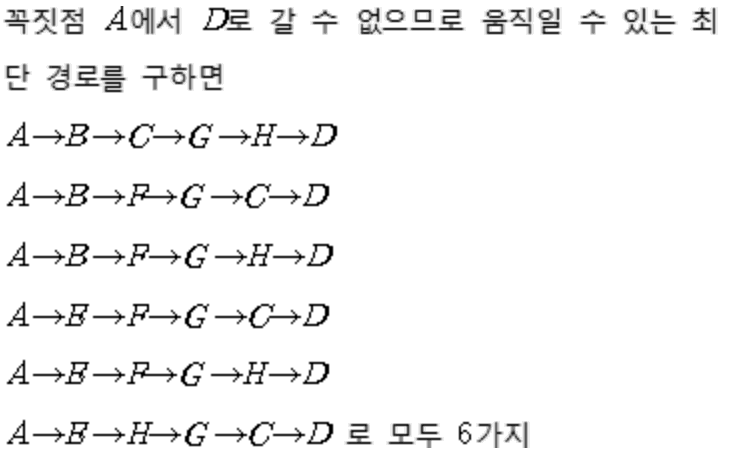 꼭짓점 A에서 D로 갈 수 없으므로 움직일 수 있는 최
단 경로를 구하면
A→B→C→G→H→D
A→B→F→G→C→D
A→B→F→G→H→D
A→E→F→G→C→D
A→E→F→G→H→D
A→E→H→G→C→D 로 모두 6가지